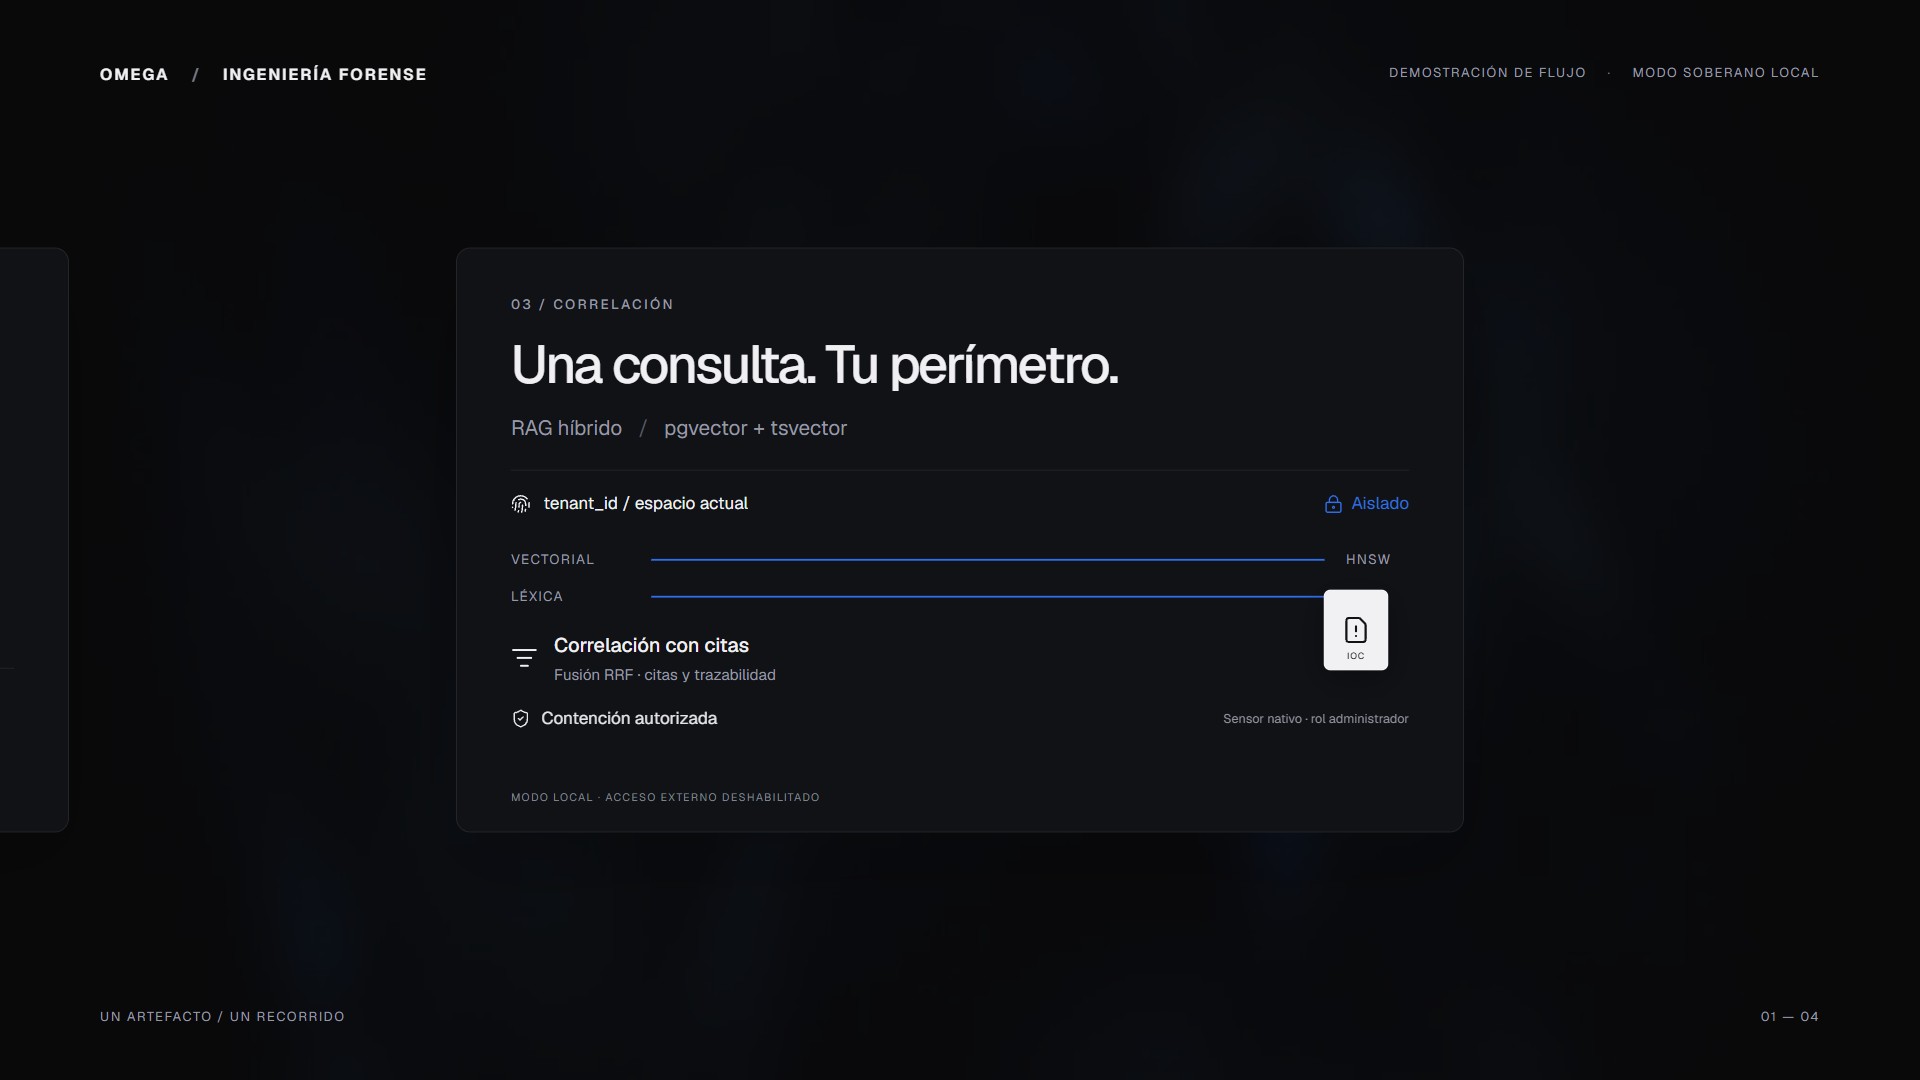 OMEGA / INGENIERÍA FORENSE
DEMOSTRACIÓN DE FLUJO · MODO SOBERANO LOCAL
03 / CORRELACIÓN
Una consulta. Tu perímetro.
RAG híbrido / pgvector + tsvector
tenant_id / espacio actual
Aislado
VECTORIAL
HNSW
LÉXICA
IOC
Correlación con citas
Fusión RRF · citas y trazabilidad
Contención autorizada
Sensor nativo · rol administrador
MODO LOCAL · ACCESO EXTERNO DESHABILITADO
UN ARTEFACTO / UN RECORRIDO
01 — 04